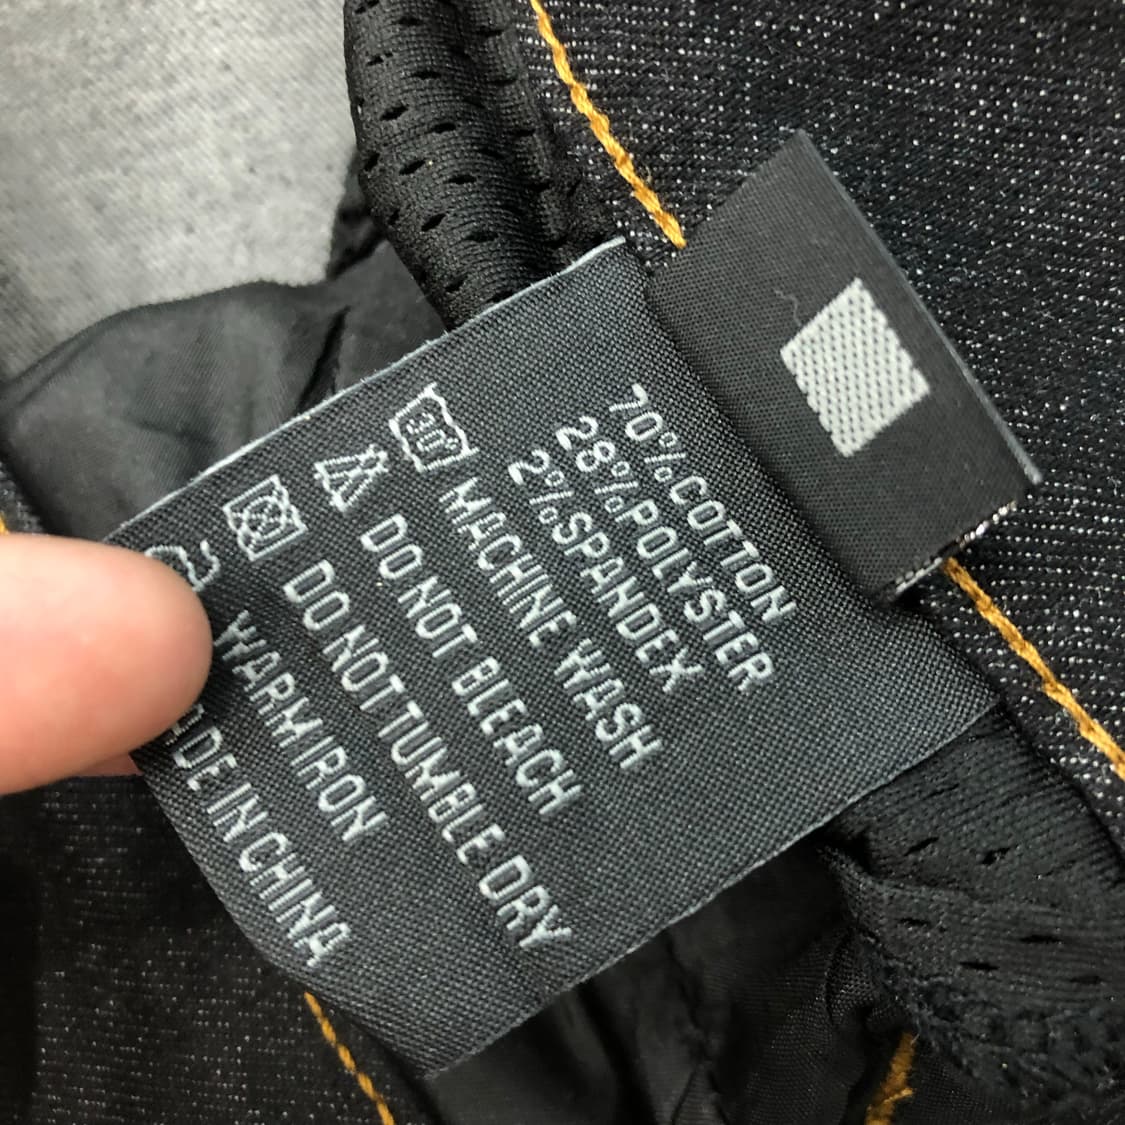 70%COTTON
28%POLYSTER
2%SPANDEX
30° MACHINE WASH
DO NOT BLEACH
DO NOT TUMBLE DRY
WARM IRON
DE IN CHINA